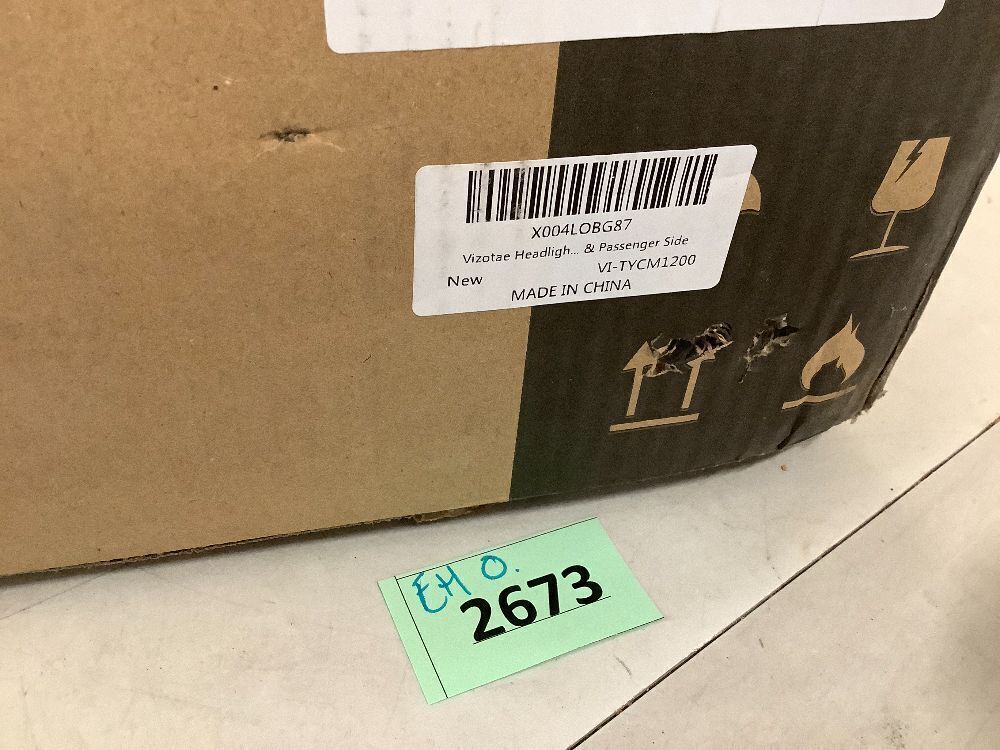 X004LOBG87
Vizotae Headligh... & Passenger Side
New VI-TYCM1200
MADE IN CHINA
EH O.
2673